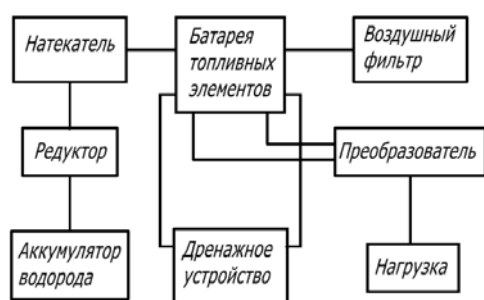 Натекатель
Батарея
топливных
элементов
Воздушный
фильтр
Редуктор
Преобразователь
Аккумулятор
водорода
Дренажное
устройство
Нагрузка